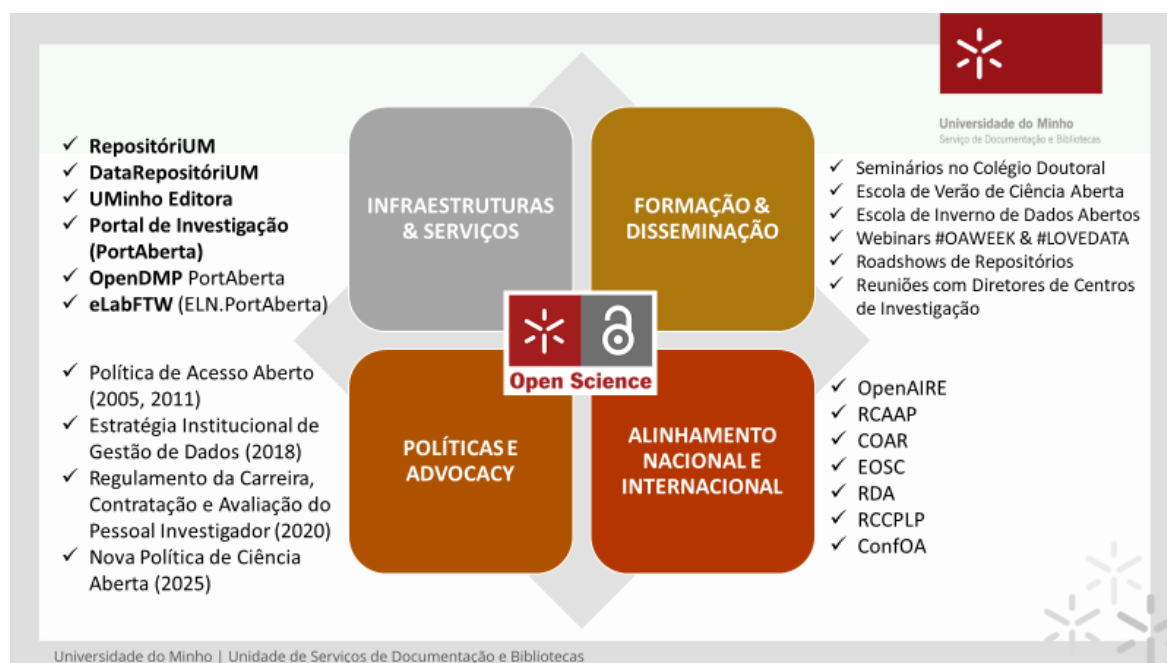 Universidade do Minho
Serviço de Documentação e Bibliotecas
✓ RepositóriUM
✓ DataRepositóriUM
✓ UMinho Editora
✓ Portal de Investigação
(PortAberta)
✓ OpenDMP PortAberta
✓ eLabFTW (ELN.PortAberta)
INFRAESTRUTURAS
& SERVIÇOS
FORMAÇÃO &
DISSEMINAÇÃO
✓ Seminários no Colégio Doutoral
✓ Escola de Verão de Ciência Aberta
✓ Escola de Inverno de Dados Abertos
✓ Webinars #OAWEEK & #LOVEDATA
✓ Roadshows de Repositórios
✓ Reuniões com Diretores de Centros
de Investigação
Open Science
✓ Política de Acesso Aberto
(2005, 2011)
✓ Estratégia Institucional de
Gestão de Dados (2018)
✓ Regulamento da Carreira,
Contratação e Avaliação do
Pessoal Investigador (2020)
✓ Nova Política de Ciência
Aberta (2025)
POLÍTICAS E
ADVOCACY
ALINHAMENTO
NACIONAL E
INTERNACIONAL
✓ OpenAIRE
✓ RCAAP
✓ COAR
✓ EOSC
✓ RDA
✓ RCCPLP
✓ ConfOA
Universidade do Minho | Unidade de Serviços de Documentação e Bibliotecas